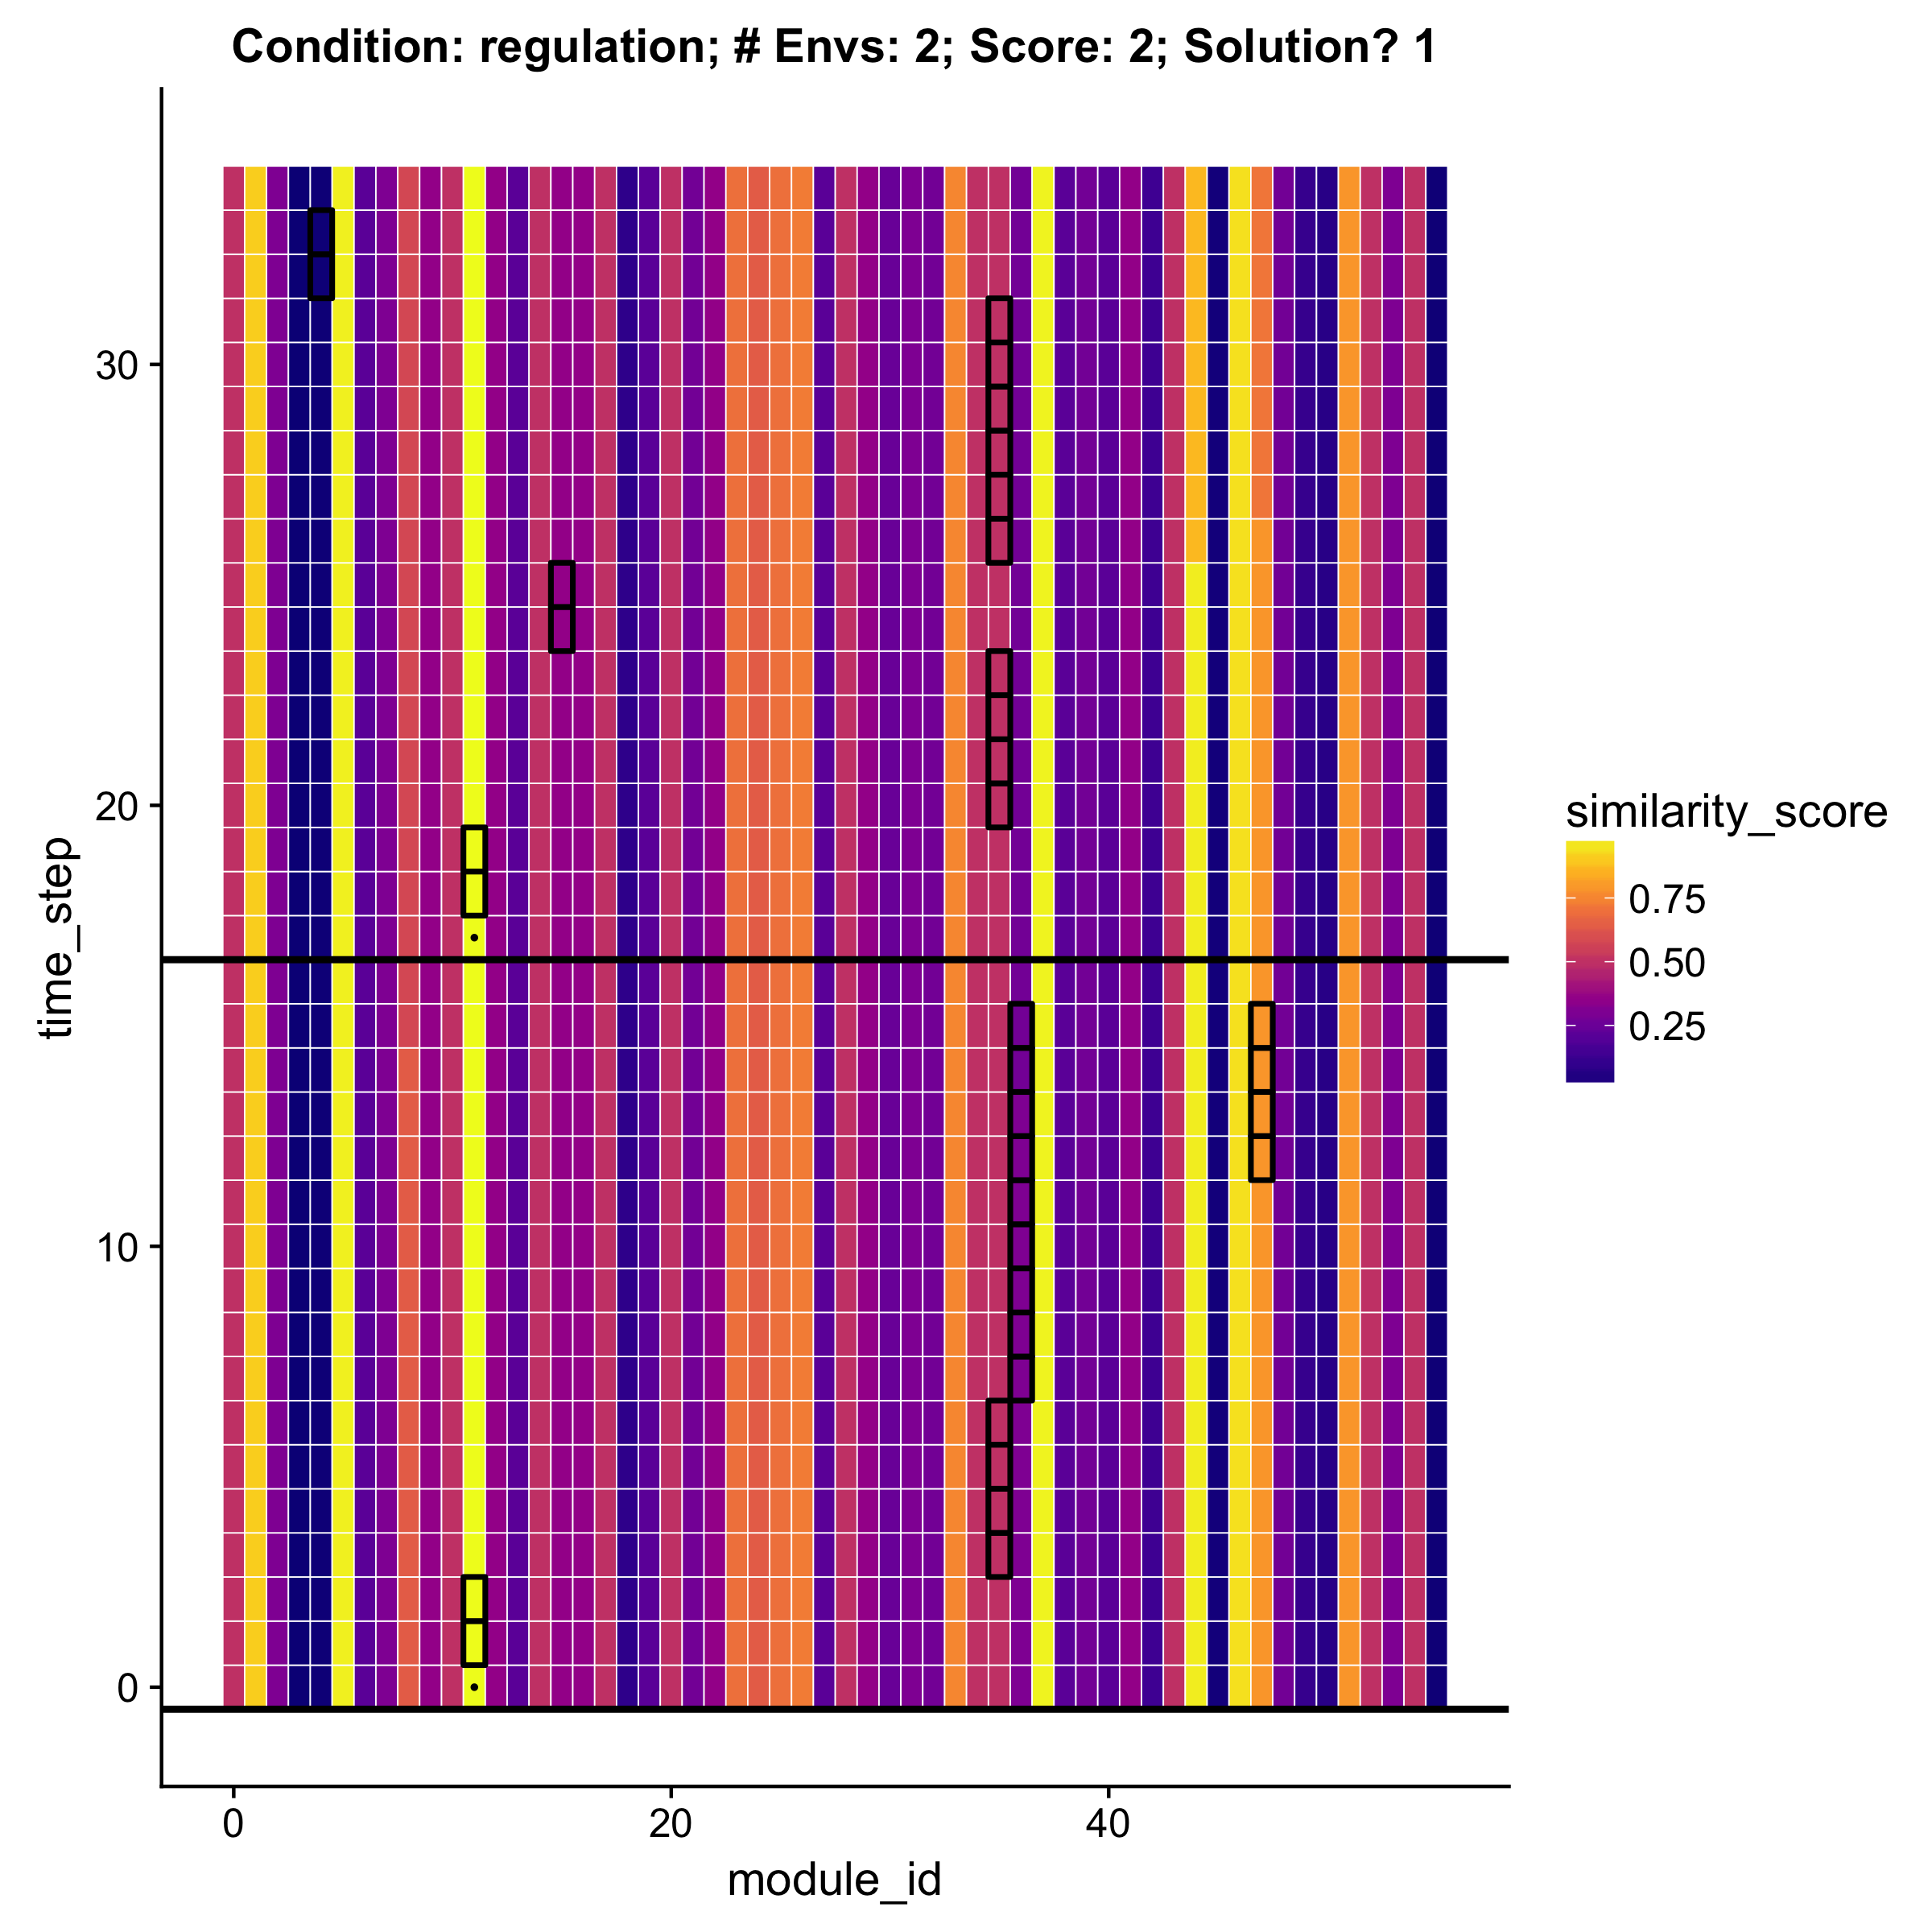 Condition: regulation; # Envs: 2; Score: 2; Solution? 1
time_step
30
20
10
0
0
20
40
module_id
similarity_score
0.75
0.50
0.25